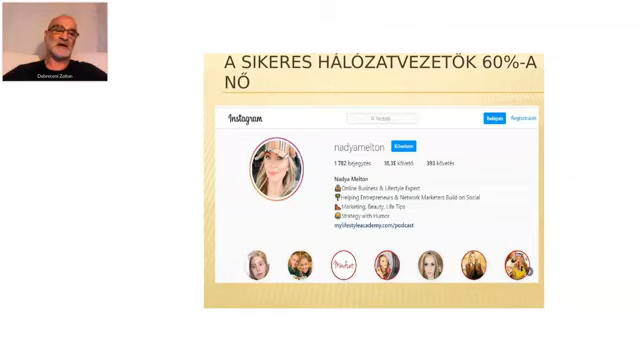 Debreceni Zoltan
A SIKERES HÁLÓZATVEZETŐK 60%-A
NŐ
Instagram
Keresés
Belépés
Regisztráció
nadyamelton
Követem
1 782 bejegyzés 18,3E követő 393 követés
Nadya Melton
Online Business & Lifestyle Expert
Helping Entrepreneurs & Network Marketers Build on Social
Marketing, Beauty, Life Tips
Strategy with Humor
mylifestyleacademy.com/podcast
Mindset